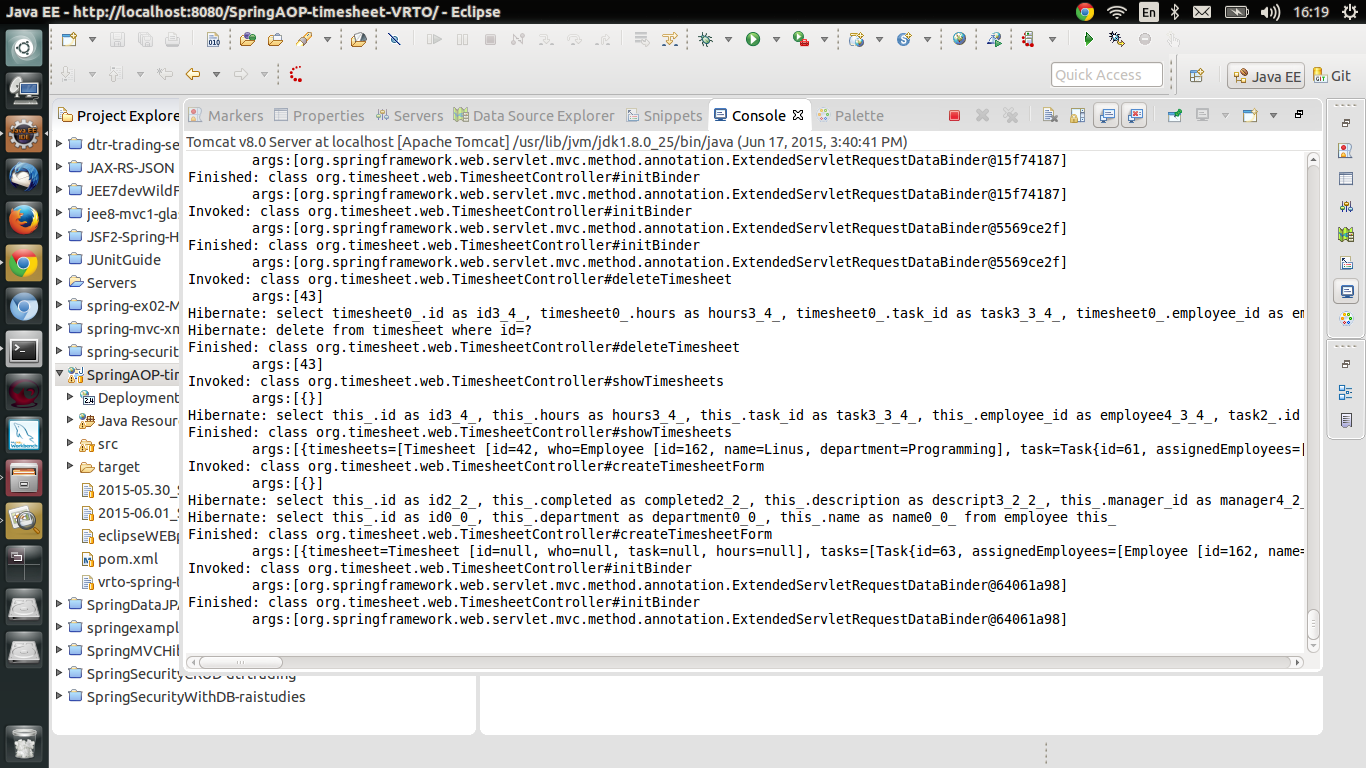 Java EE - http://localhost:8080/SpringAOP-timesheet-VRTO/ - Eclipse
En
16:19
Quick Access
Java EE
Git
Project Explore
Markers
Properties
Servers
Data Source Explorer
Snippets
Console
Palette
Tomcat v8.0 Server at localhost [Apache Tomcat] /usr/lib/jvm/jdk1.8.0_25/bin/java (Jun 17, 2015, 3:40:41 PM)
args:[org.springframework.web.servlet.mvc.method.annotation.ExtendedServletRequestDataBinder@15f74187]
Finished: class org.timesheet.web.TimesheetController#initBinder
args:[org.springframework.web.servlet.mvc.method.annotation.ExtendedServletRequestDataBinder@15f74187]
Invoked: class org.timesheet.web.TimesheetController#initBinder
args:[org.springframework.web.servlet.mvc.method.annotation.ExtendedServletRequestDataBinder@5569ce2f]
Finished: class org.timesheet.web.TimesheetController#initBinder
args:[org.springframework.web.servlet.mvc.method.annotation.ExtendedServletRequestDataBinder@5569ce2f]
Invoked: class org.timesheet.web.TimesheetController#deleteTimesheet
args:[43]
Hibernate: select timesheet0_.id as id3_4_, timesheet0_.hours as hours3_4_, timesheet0_.task_id as task3_3_4_, timesheet0_.employee_id as em
Hibernate: delete from timesheet where id=?
Finished: class org.timesheet.web.TimesheetController#deleteTimesheet
args:[43]
Invoked: class org.timesheet.web.TimesheetController#showTimesheets
args:[{}]
Hibernate: select this_.id as id3_4_, this_.hours as hours3_4_, this_.task_id as task3_3_4_, this_.employee_id as employee4_3_4_, task2_.id
Finished: class org.timesheet.web.TimesheetController#showTimesheets
args:[{timesheets=[Timesheet [id=42, who=Employee [id=162, name=Linus, department=Programming], task=Task{id=61, assignedEmployees=[
Invoked: class org.timesheet.web.TimesheetController#createTimesheetForm
args:[{}]
Hibernate: select this_.id as id2_2_, this_.completed as completed2_2_, this_.description as descript3_2_2_, this_.manager_id as manager4_2_
Hibernate: select this_.id as id0_0_, this_.department as department0_0_, this_.name as name0_0_ from employee this_
Finished: class org.timesheet.web.TimesheetController#createTimesheetForm
args:[{timesheet=Timesheet [id=null, who=null, task=null, hours=null], tasks=[Task{id=63, assignedEmployees=[Employee [id=162, name=
Invoked: class org.timesheet.web.TimesheetController#initBinder
args:[org.springframework.web.servlet.mvc.method.annotation.ExtendedServletRequestDataBinder@64061a98]
Finished: class org.timesheet.web.TimesheetController#initBinder
args:[org.springframework.web.servlet.mvc.method.annotation.ExtendedServletRequestDataBinder@64061a98]
dtr-trading-se
JAX-RS-JSON
JEE7devWildF
jee8-mvc1-gla
JSF2-Spring-H
JUnitGuide
Servers
spring-ex02-M
spring-mvc-xm
spring-securit
SpringAOP-tim
Deployment
Java Resour
src
target
2015-05.30_S
2015-06.01_S
eclipseWEBp
pom.xml
vrto-spring-t
SpringDataJPA
springexampl
SpringMVCHib
SpringSecurityCRUD-dtrtrading
SpringSecurityWithDB-raistudies